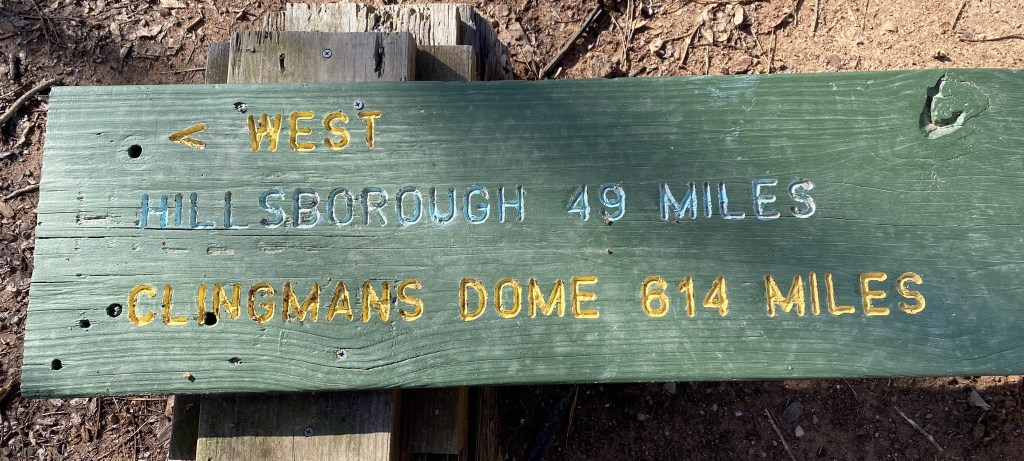 < WEST
HILLSBOROUGH 49 MILES
CLINGMANS DOME 614 MILES